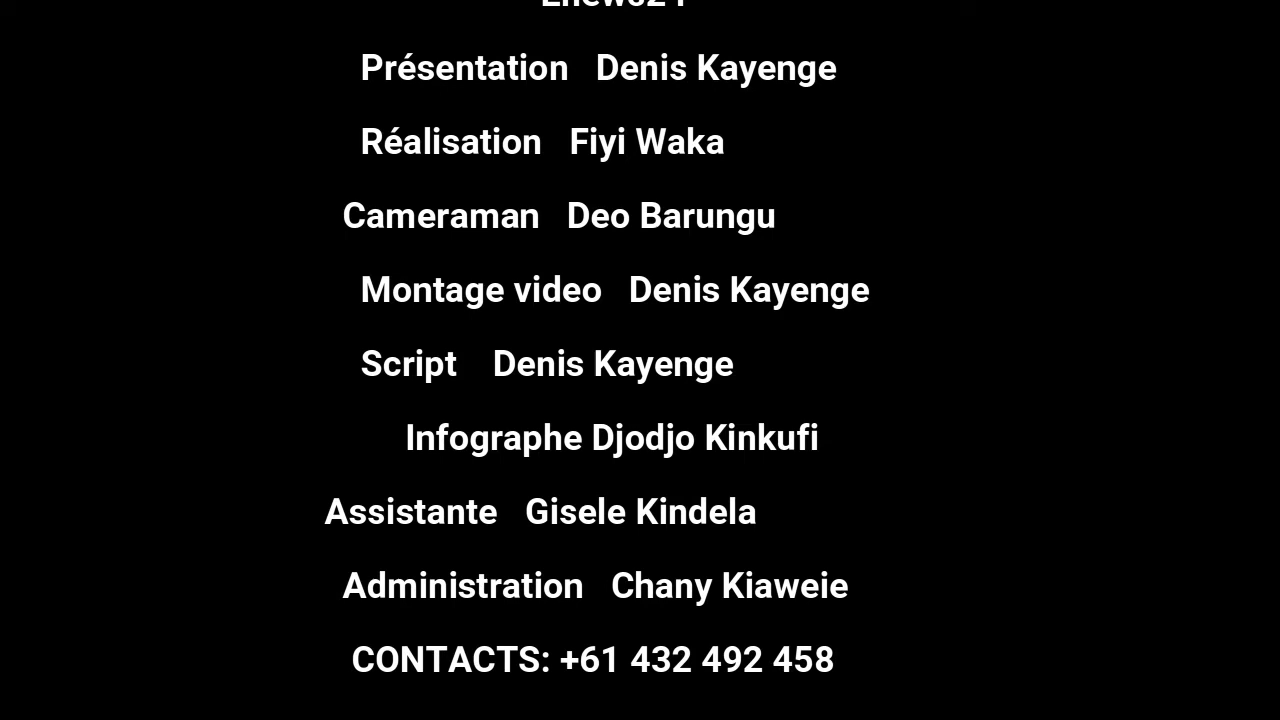 Présentation Denis Kayenge
Réalisation Fiyi Waka
Cameraman Deo Barungu
Montage video Denis Kayenge
Script Denis Kayenge
Infographe Djodjo Kinkufi
Assistante Gisele Kindela
Administration Chany Kiaweie
CONTACTS: +61 432 492 458